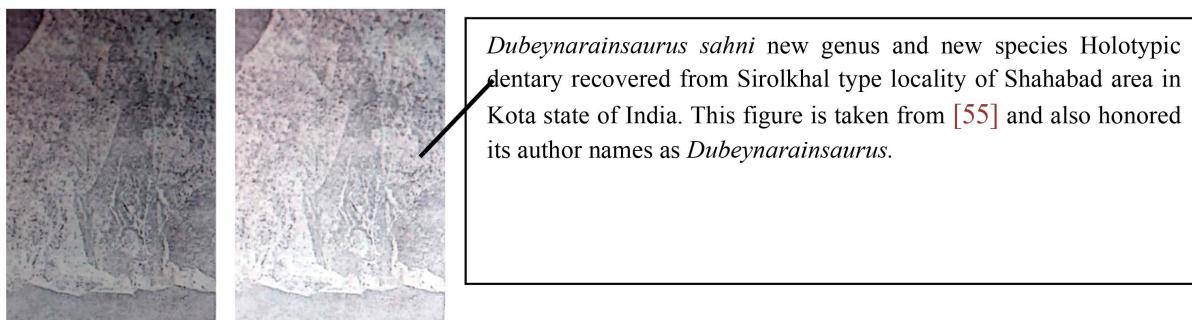 Dubeynarainsaurus sahni new genus and new species Holotypic
dentary recovered from Sirolkhal type locality of Shahabad area in
Kota state of India. This figure is taken from [55] and also honored
its author names as Dubeynarainsaurus.